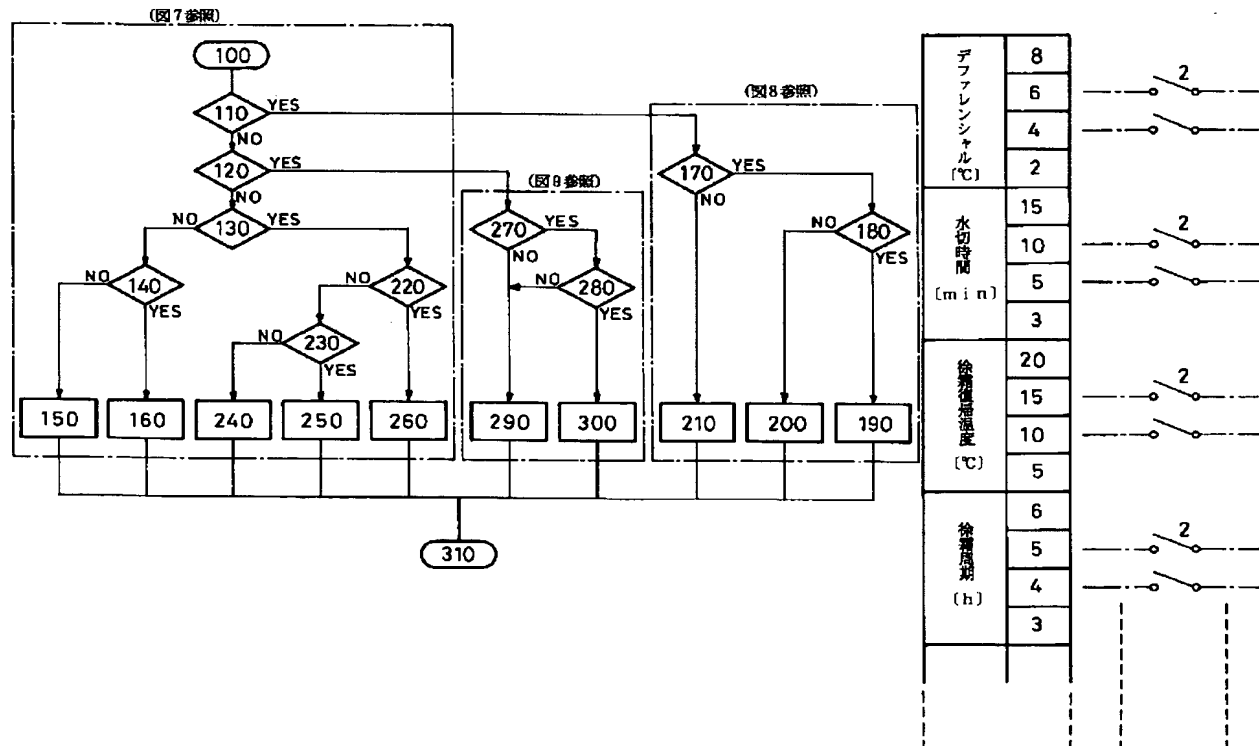 (図7参照)
100
110
YES
NO
120
YES
NO
130
NO
YES
140
NO
YES
220
NO
YES
230
NO
YES
150
160
240
250
260
(図9参照)
270
YES
NO
280
NO
YES
290
300
(図8参照)
170
YES
NO
180
NO
YES
210
200
190
310
デファレンシャル
〔℃〕
8
6
4
2
水切時間
〔min〕
15
10
5
3
徐霜復帰温度
〔℃〕
20
15
10
5
徐霜周期
〔h〕
6
5
4
3
2
2
2
2